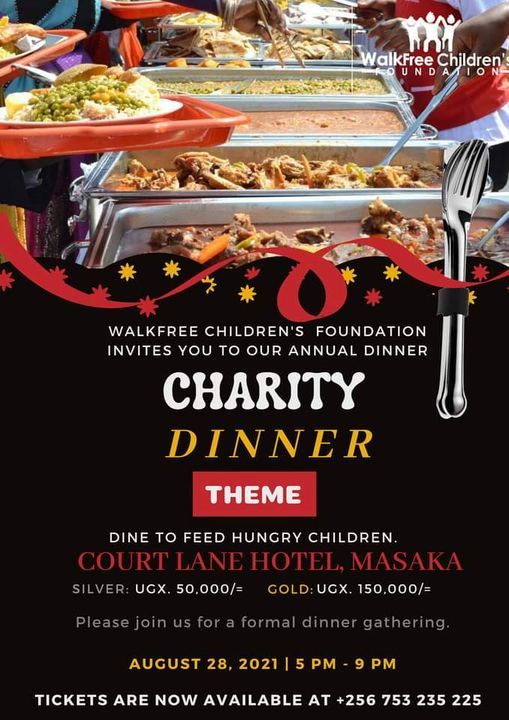 WalkFree Children's
FOUNDATION
WALKFREE CHILDREN'S FOUNDATION
INVITES YOU TO OUR ANNUAL DINNER
CHARITY
DINNER
THEME
DINE TO FEED HUNGRY CHILDREN.
COURT LANE HOTEL, MASAKA
SILVER: UGX. 50,000/= GOLD: UGX. 150,000/=
Please join us for a formal dinner gathering.
AUGUST 28, 2021 | 5 PM - 9 PM
TICKETS ARE NOW AVAILABLE AT +256 753 235 225